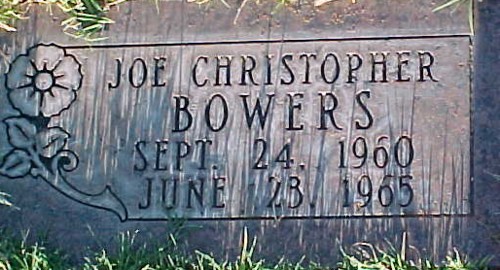 JOE CHRISTOPHER
BOWERS
SEPT. 24. 1960
JUNE 23. 1965